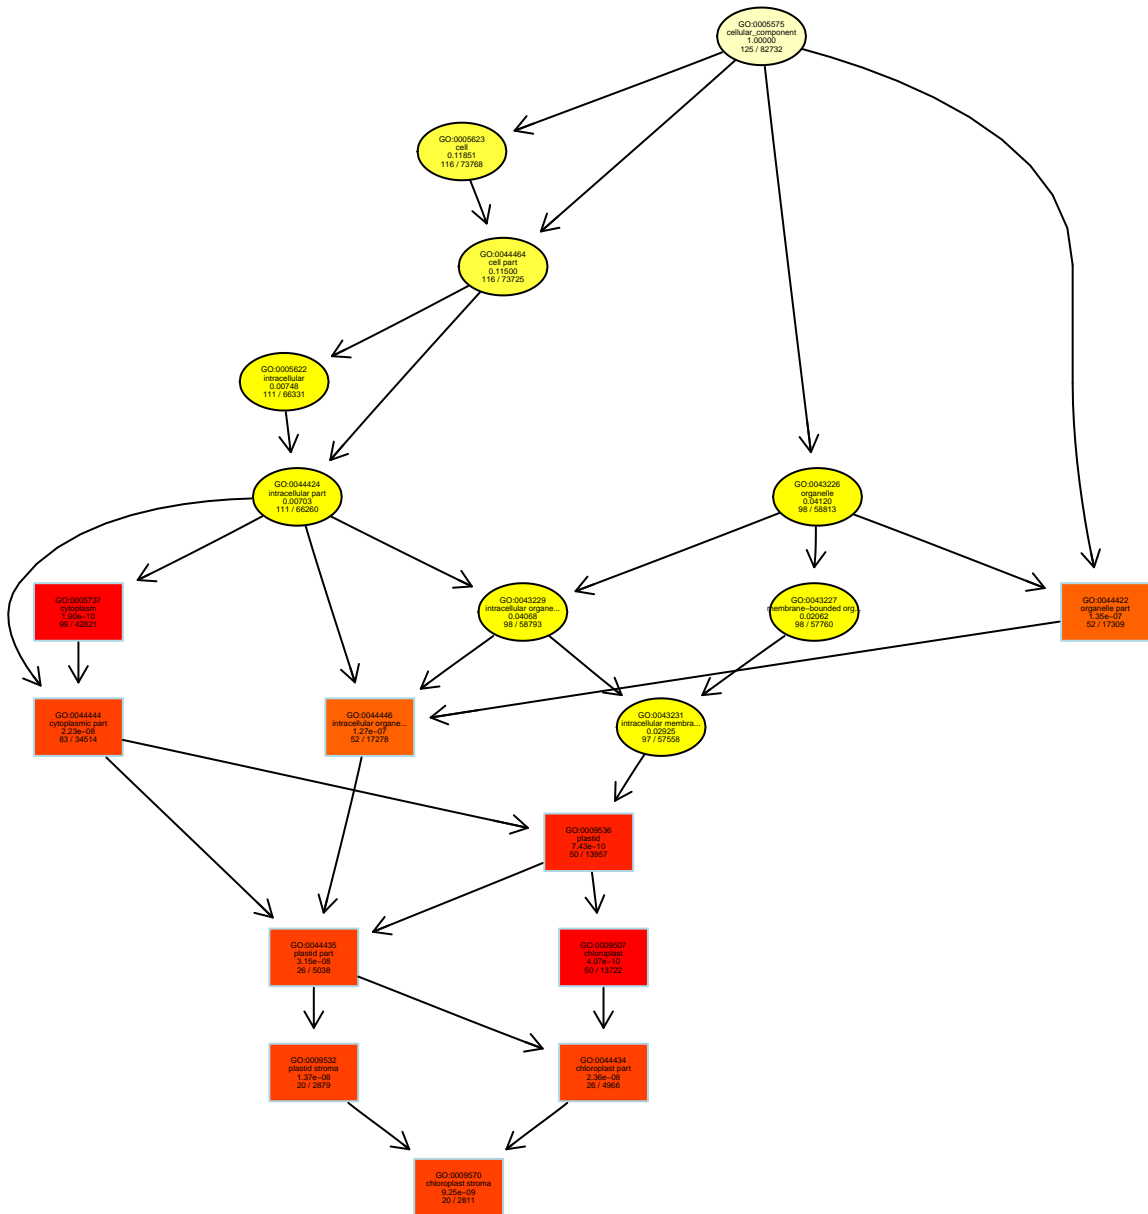 GO:0005575
cellular_component
1.00000
125 / 82732
GO:0005623
cell
0.11851
116 / 73768
GO:0044464
cell part
0.11500
116 / 73725
GO:0005622
intracellular
0.00748
111 / 66331
GO:0044424
intracellular part
0.00703
111 / 66260
GO:0043226
organelle
0.04120
98 / 58813
GO:0005737
cytoplasm
1.90e−10
99 / 42821
GO:0043229
intracellular organe...
0.04068
98 / 58793
GO:0043227
membrane−bounded org...
0.02062
98 / 57760
GO:0044422
organelle part
1.35e−07
52 / 17309
GO:0044444
cytoplasmic part
2.23e−08
83 / 34514
GO:0044446
intracellular organe...
1.27e−07
52 / 17278
GO:0043231
intracellular membra...
0.02925
97 / 57558
GO:0009536
plastid
7.43e−10
50 / 13957
GO:0044435
plastid part
3.15e−08
26 / 5038
GO:0009507
chloroplast
4.07e−10
50 / 13722
GO:0009532
plastid stroma
1.37e−08
20 / 2879
GO:0044434
chloroplast part
2.36e−08
26 / 4966
GO:0009570
chloroplast stroma
9.25e−09
20 / 2811